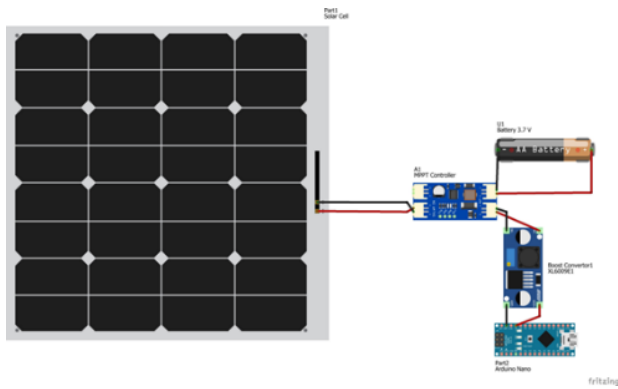 Part1
Solar Cell
U1
Battery 3.7 V
AA Battery
A1
MPPT Controller
Boost Convertor1
XL6009E1
Part2
Arduino Nano
fritzing